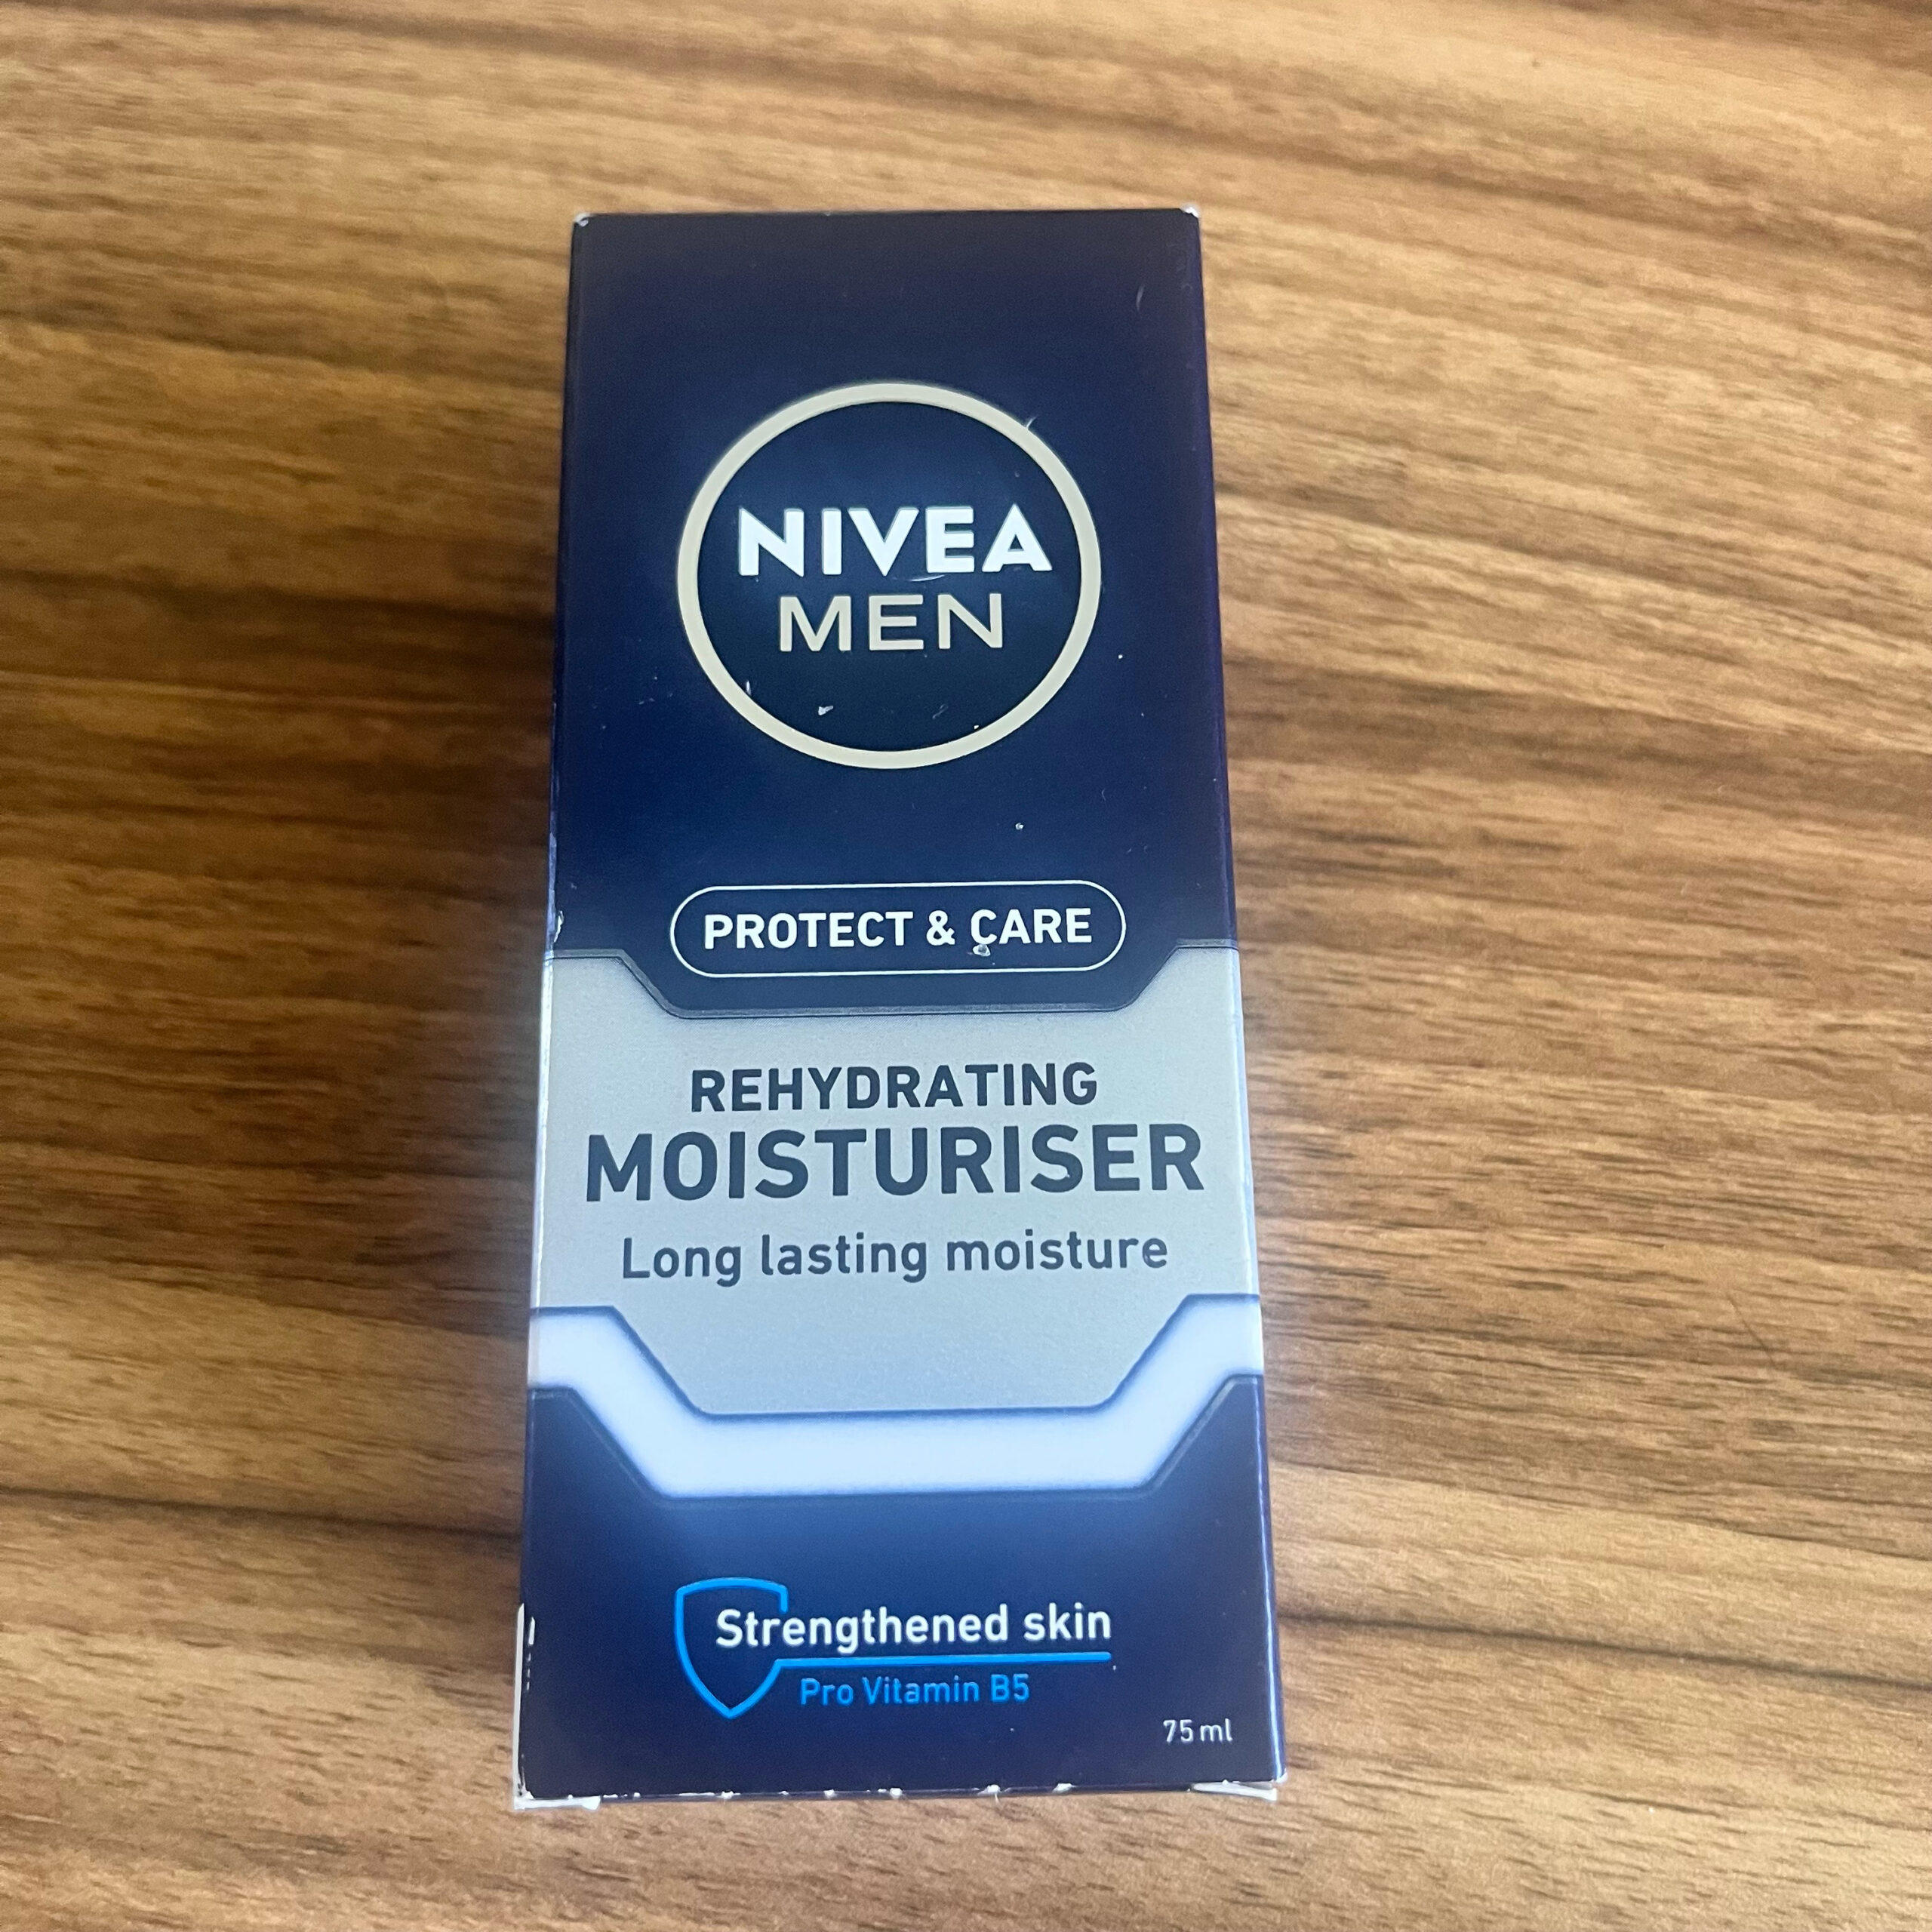 NIVEA
MEN
PROTECT & CARE
REHYDRATING
MOISTURISER
Long lasting moisture
Strengthened skin
Pro Vitamin B5
75 ml